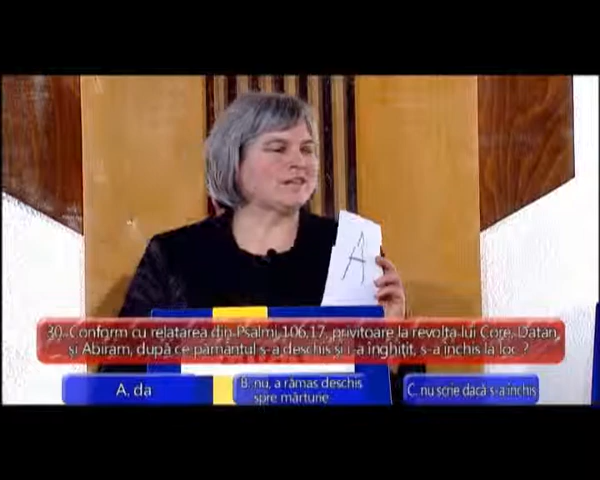 A
30. Conform cu relatarea din Psalmi 106,17, privitoare la revolta lui Core, Datan,
și Abiram, după ce pământul s-a deschis și i-a înghițit, s-a închis la loc ?
A. da
B. nu, a rămas deschis
spre mărturie
C. nu scrie dacă s-a închis